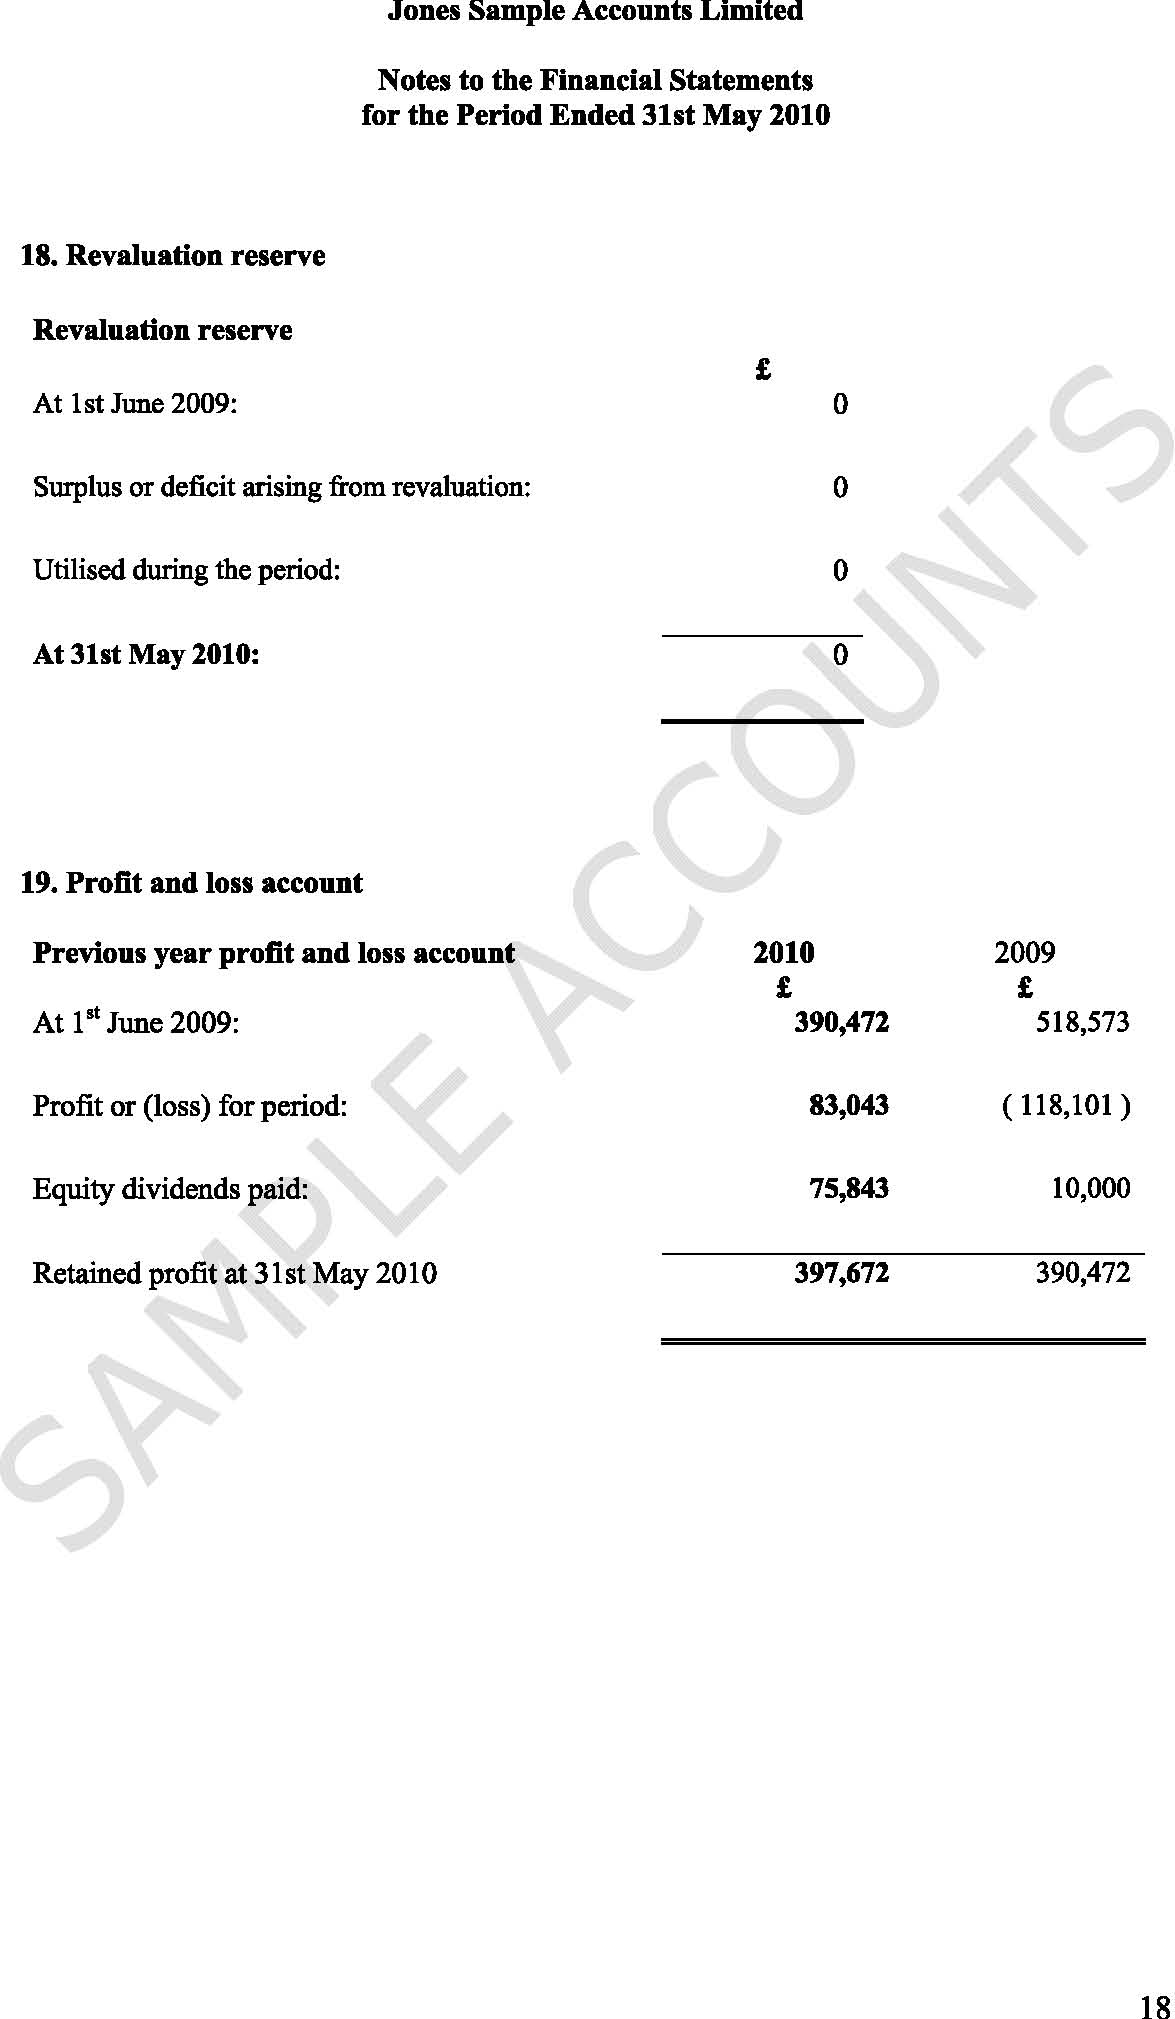 Jones Sample Accounts Limited
Notes to the Financial Statements
for the Period Ended 31st May 2010
18. Revaluation reserve
Revaluation reserve
£
At 1st June 2009: 0
Surplus or deficit arising from revaluation: 0
Utilised during the period: 0
At 31st May 2010: 0
19. Profit and loss account
Previous year profit and loss account 2010 2009
£ £
At 1st June 2009: 390,472 518,573
Profit or (loss) for period: 83,043 ( 118,101 )
Equity dividends paid: 75,843 10,000
Retained profit at 31st May 2010 397,672 390,472
SAMPLE ACCOUNTS
18